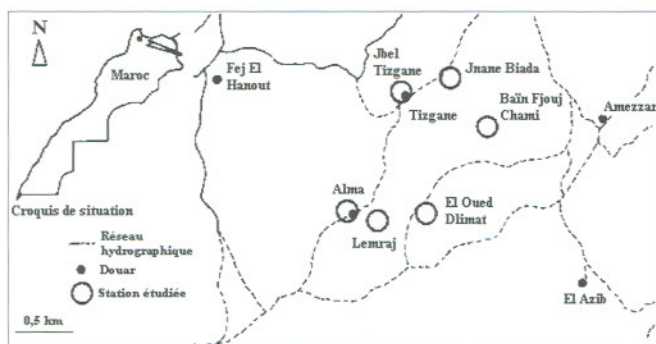 N
Maroc
Croquis de situation
Réseau
hydrographique
Douar
Station étudiée
0,5 km
Fej El
Hanout
Jbel
Tizgane
Jnane Biada
Tizgane
Baïn Fjouj
Chami
Amezzar
Alma
Lemraj
El Oued
Dlimat
El Azib